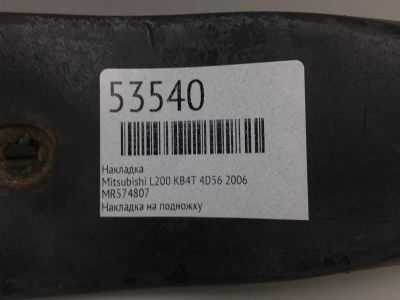 53540
Накладка
Mitsubishi L200 KB4T 4D56 2006
MR574807
Накладка на подножку